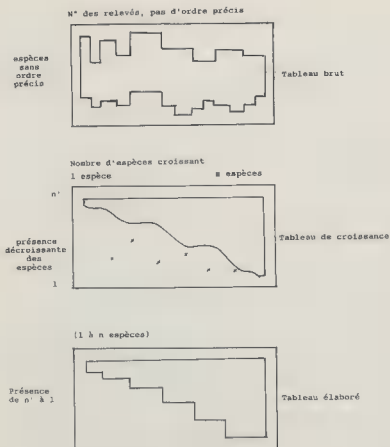 N° des relevés, pas d'ordre précis
espèces
sans
ordre
précis
Tableau brut
Nombre d'espèces croissant
1 espèce
m espèces
n'
présence
décroissante
des
espèces
1
Tableau de croissance
(1 à n espèces)
Présence
de n' à 1
Tableau élaboré